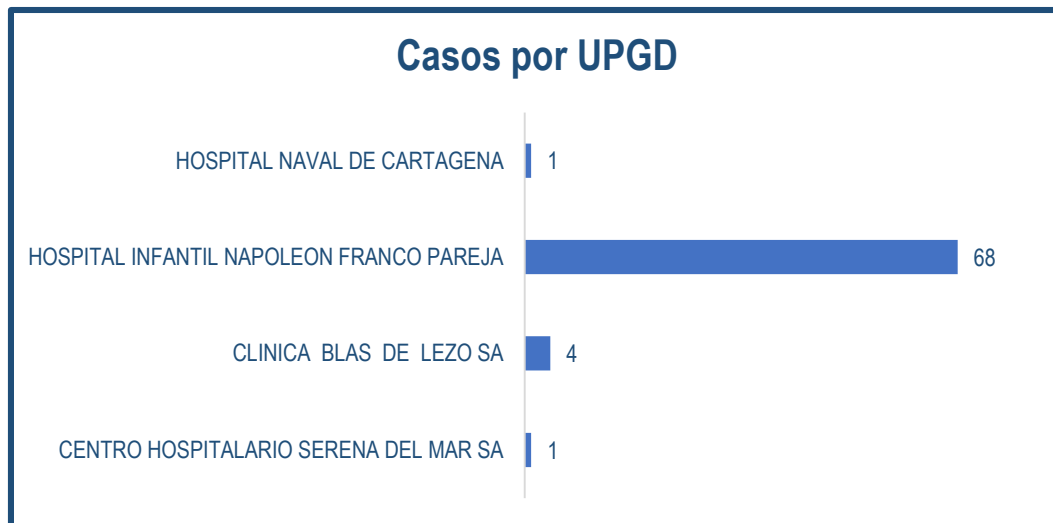 Casos por UPGD
HOSPITAL NAVAL DE CARTAGENA 1
HOSPITAL INFANTIL NAPOLEON FRANCO PAREJA 68
CLINICA BLAS DE LEZO SA 4
CENTRO HOSPITALARIO SERENA DEL MAR SA 1